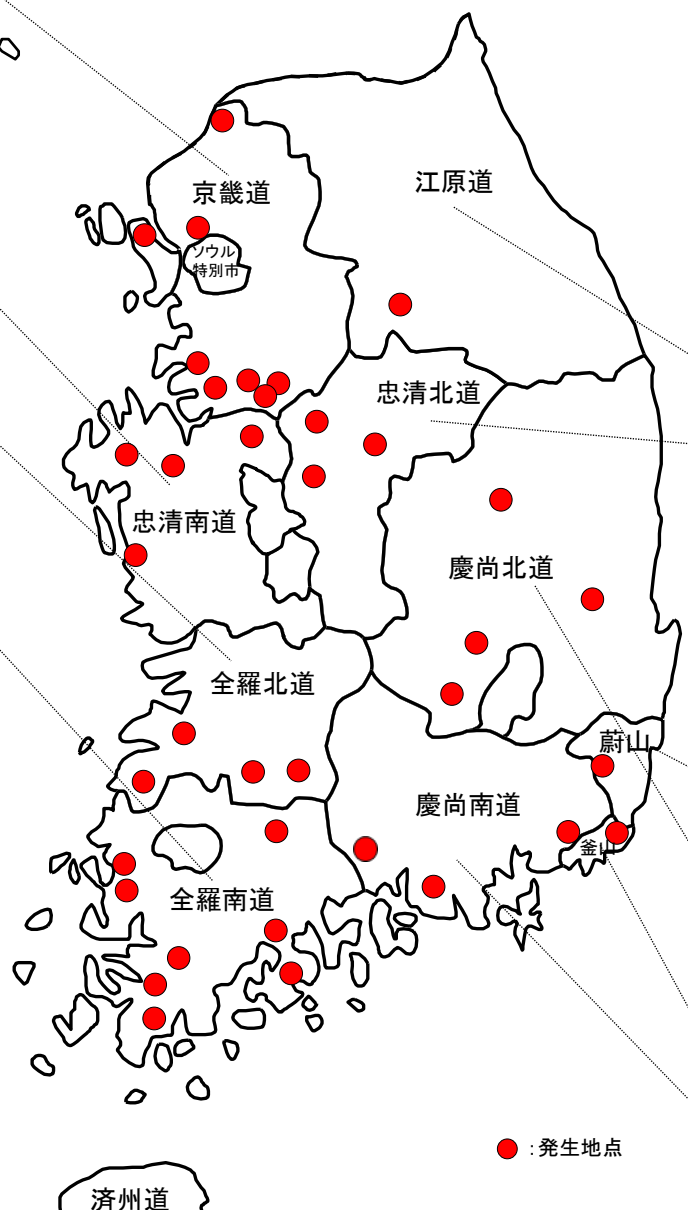 江原道
京畿道
ソウル
特別市
忠清北道
忠清南道
慶尚北道
全羅北道
蔚山
慶尚南道
釜山
全羅南道
:発生地点
済州道